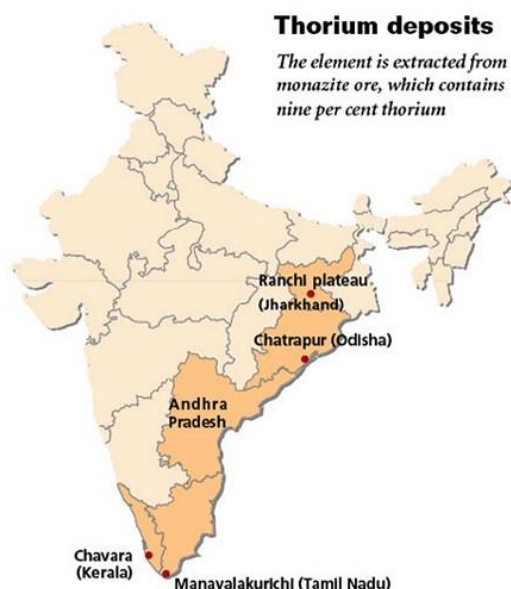 Thorium deposits
The element is extracted from
monazite ore, which contains
nine per cent thorium
Ranchi plateau
(Jharkhand)
Chatrapur (Odisha)
Andhra
Pradesh
Chavara
(Kerala)
Manavalakurichi (Tamil Nadu)